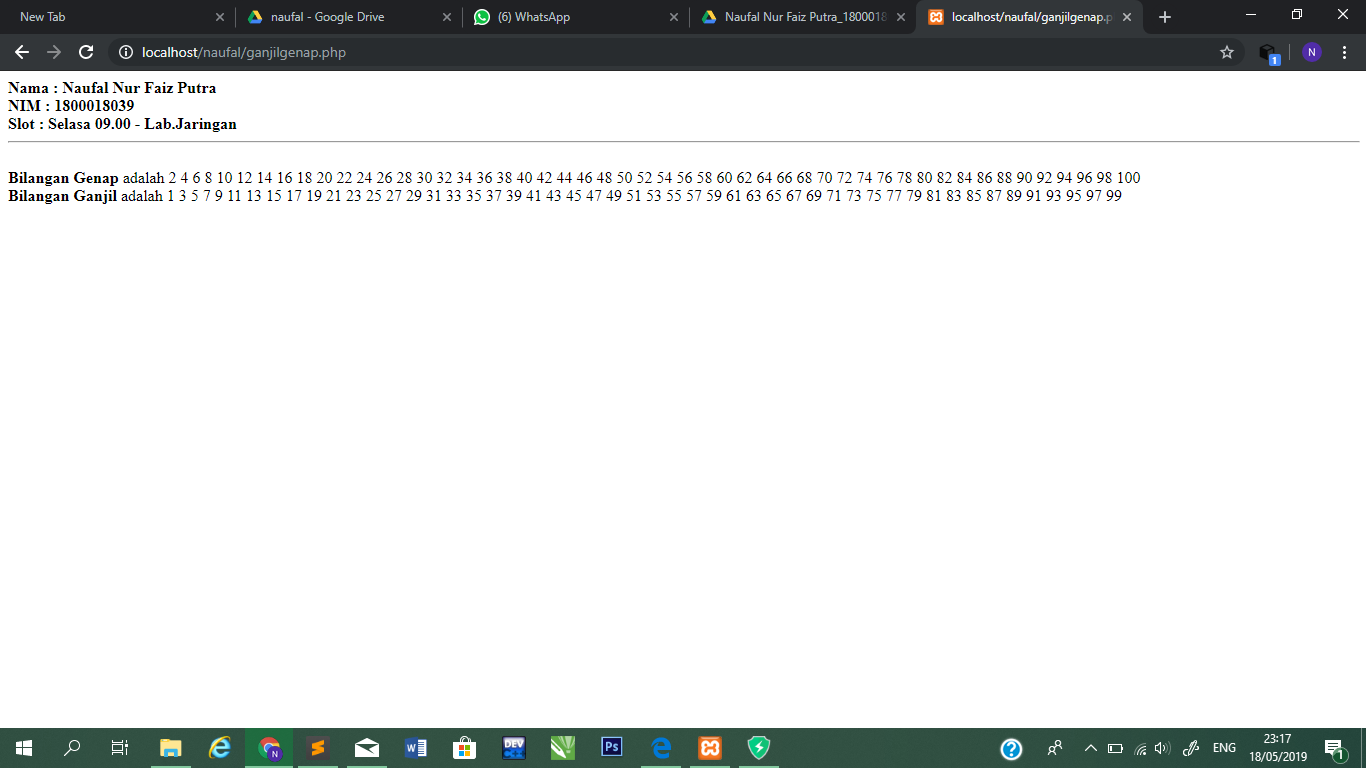 New Tab
naufal - Google Drive
(6) WhatsApp
Naufal Nur Faiz Putra_1800018
localhost/naufal/ganjilgenap.p
localhost/naufal/ganjilgenap.php
1
N
Nama : Naufal Nur Faiz Putra
NIM : 1800018039
Slot : Selasa 09.00 - Lab.Jaringan
Bilangan Genap adalah 2 4 6 8 10 12 14 16 18 20 22 24 26 28 30 32 34 36 38 40 42 44 46 48 50 52 54 56 58 60 62 64 66 68 70 72 74 76 78 80 82 84 86 88 90 92 94 96 98 100
Bilangan Ganjil adalah 1 3 5 7 9 11 13 15 17 19 21 23 25 27 29 31 33 35 37 39 41 43 45 47 49 51 53 55 57 59 61 63 65 67 69 71 73 75 77 79 81 83 85 87 89 91 93 95 97 99
N
DEV
Ps
ENG
23:17
18/05/2019
1